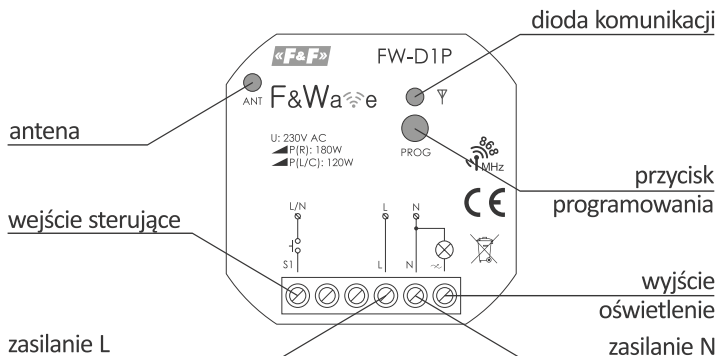 dioda komunikacji
«F&F» FW-D1P
ANT F&Wave
antena
U: 230V AC
P(R): 180W
P(L/C): 120W
PROG
868
MHz
przycisk
programowania
CE
wejście sterujące
L/N L N
S1 L N
wyjście
oświetlenie
zasilanie L
zasilanie N